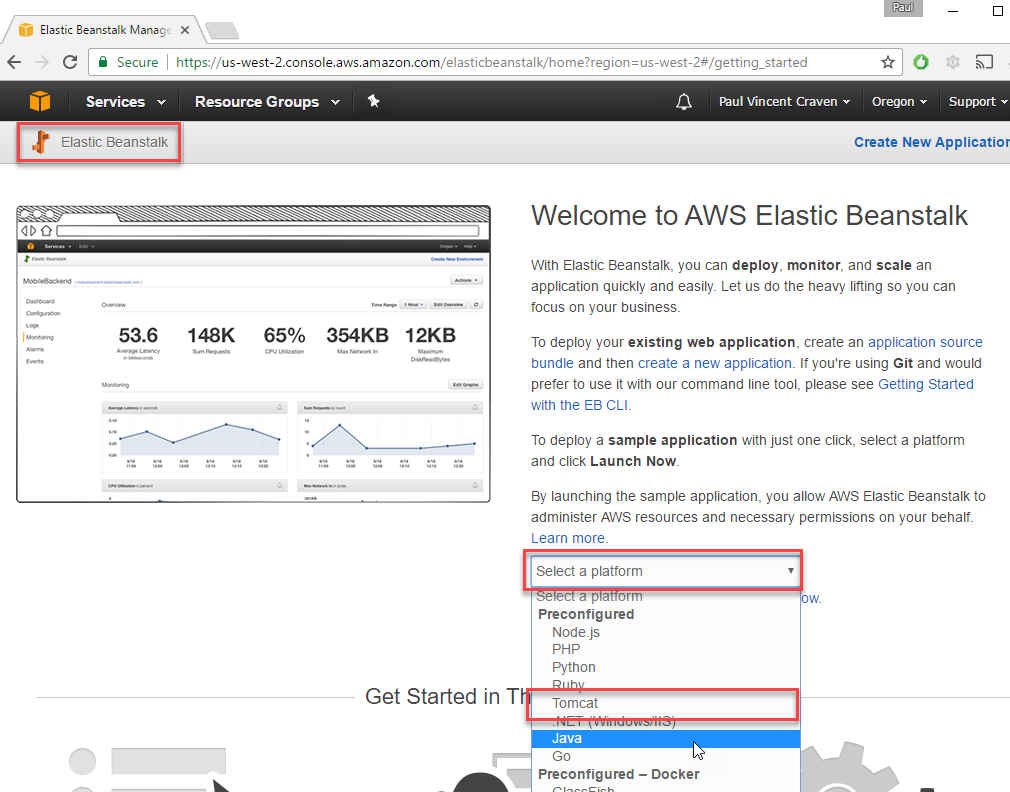 Paul
Elastic Beanstalk Manage
Secure https://us-west-2.console.aws.amazon.com/elasticbeanstalk/home?region=us-west-2#/getting_started
Services Resource Groups Paul Vincent Craven Oregon Support
Elastic Beanstalk Create New Application
Services Edit Oregon Help
Elastic Beanstalk Create New Environment
MobileBackend ( mobilebackend.elasticbeanstalk.com ) Actions
Dashboard
Configuration
Logs
Monitoring
Alarms
Events
Overview Time Range 1 Hour Edit Overview
53.6 148K 65% 354KB 12KB
Average Latency Sum Requests CPU Utilization Max Network In Maximum
in Milliseconds DiskReadBytes
Monitoring Edit Graphs
Average Latency in seconds Sum Requests by count
CPU Utilization in percent Max Network In in bytes
Welcome to AWS Elastic Beanstalk
With Elastic Beanstalk, you can deploy, monitor, and scale an
application quickly and easily. Let us do the heavy lifting so you can
focus on your business.
To deploy your existing web application, create an application source
bundle and then create a new application. If you're using Git and would
prefer to use it with our command line tool, please see Getting Started
with the EB CLI.
To deploy a sample application with just one click, select a platform
and click Launch Now.
By launching the sample application, you allow AWS Elastic Beanstalk to
administer AWS resources and necessary permissions on your behalf.
Learn more.
Select a platform
Select a platform
ow.
Preconfigured
Node.js
PHP
Python
Ruby
Tomcat
.NET (Windows/IIS)
Java
Go
Preconfigured – Docker
GlassFish
Get Started in Th